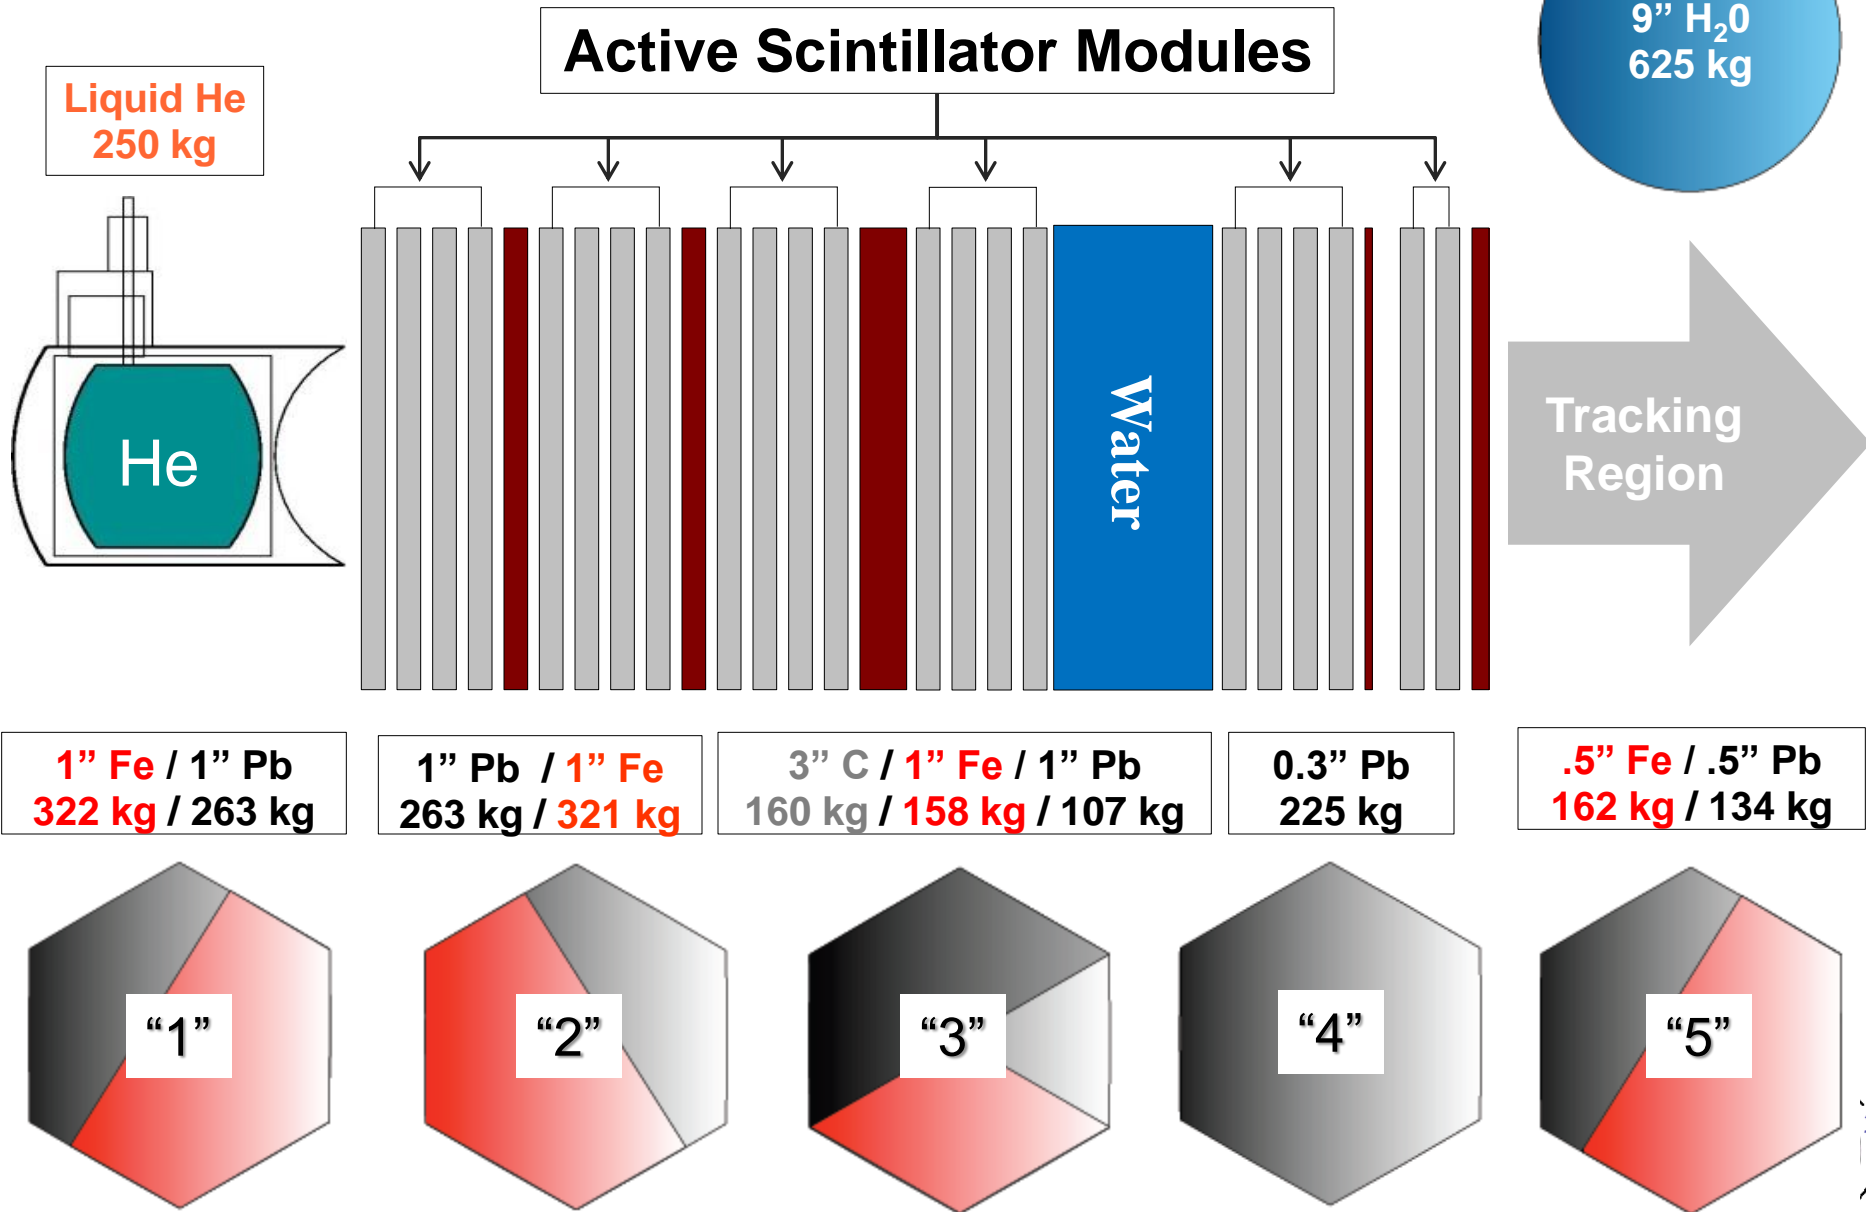 Active Scintillator Modules
9” H₂0
625 kg
Liquid He
250 kg
He
Water
Tracking
Region
1” Fe / 1” Pb
322 kg / 263 kg
1” Pb / 1” Fe
263 kg / 321 kg
3” C / 1” Fe / 1” Pb
160 kg / 158 kg / 107 kg
0.3” Pb
225 kg
.5” Fe / .5” Pb
162 kg / 134 kg
“1”
“2”
“3”
“4”
“5”